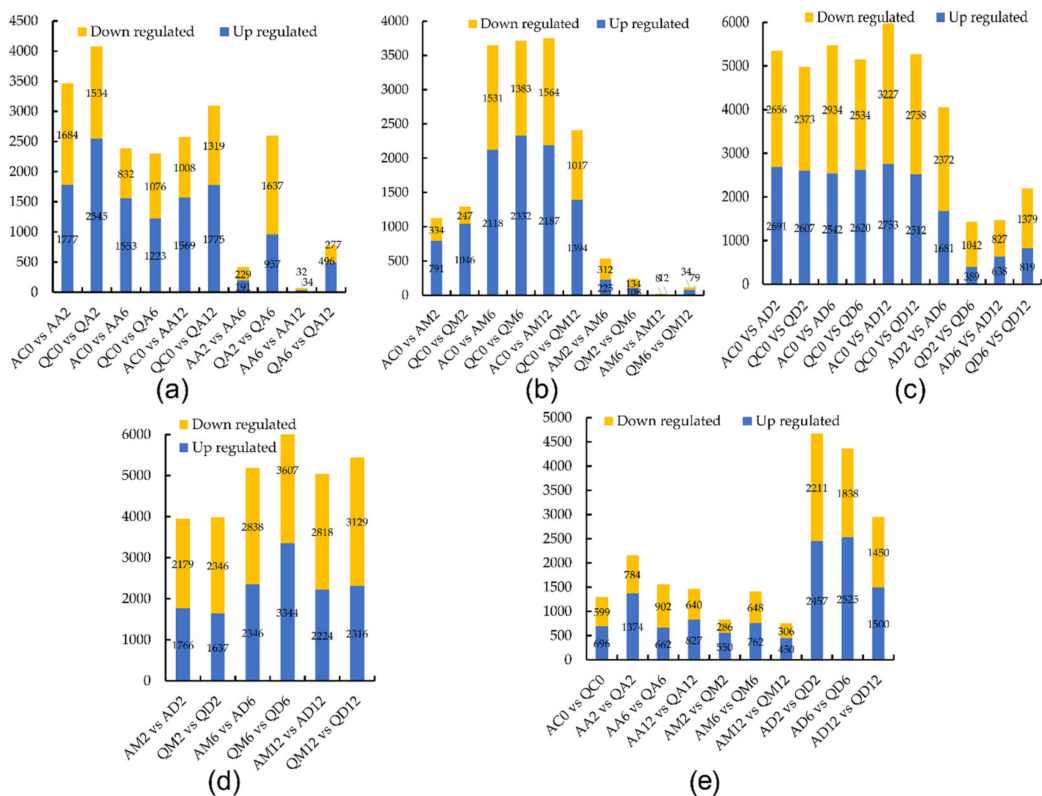 Down regulated Up regulated
4500
4000
3500
3000
2500
2000
1500
1000
500
0
1684 1534 832 1076 1008 1319 229 1637 32 277
1777 2545 1553 1223 1569 1775 191 957 34 496
AC0 vs AA2
QC0 vs QA2
AC0 vs AA6
QC0 vs QA6
AC0 vs AA12
QC0 vs QA12
AA2 vs AA6
QA2 vs QA6
AA6 vs AA12
QA6 vs QA12
(a)
Down regulated Up regulated
4000
3500
3000
2500
2000
1500
1000
500
0
334 247 1531 1383 1564 1017 312 134 812 34
791 1046 2118 2332 2187 1394 225 108 79
AC0 vs AM2
QC0 vs QM2
AC0 vs AM6
QC0 vs QM6
AC0 vs AM12
QC0 vs QM12
AM2 vs AM6
QM2 vs QM6
AM6 vs AM12
QM6 vs QM12
(b)
Down regulated Up regulated
6000
5000
4000
3000
2000
1000
0
2656 2373 2934 2534 3227 2758 2372 1042 827 1379
2691 2607 2542 2620 2753 2512 1681 389 638 819
AC0 VS AD2
QC0 VS QD2
AC0 VS AD6
QC0 VS QD6
AC0 VS AD12
QC0 VS QD12
AD2 VS AD6
QD2 VS QD6
AD6 VS AD12
QD6 VS QD12
(c)
Down regulated
Up regulated
6000
5000
4000
3000
2000
1000
0
2179 2346 2838 3607 2818 3129
1766 1637 2346 3344 2224 2316
AM2 vs AD2
QM2 vs QD2
AM6 vs AD6
QM6 vs QD6
AM12 vs AD12
QM12 vs QD12
(d)
Down regulated Up regulated
5000
4500
4000
3500
3000
2500
2000
1500
1000
500
0
599 784 902 640 286 648 306 2211 1838 1450
696 1374 662 827 550 762 450 2457 2525 1500
AC0 vs QC0
AA2 vs QA2
AA6 vs QA6
AA12 vs QA12
AM2 vs QM2
AM6 vs QM6
AM12 vs QM12
AD2 vs QD2
AD6 vs QD6
AD12 vs QD12
(e)